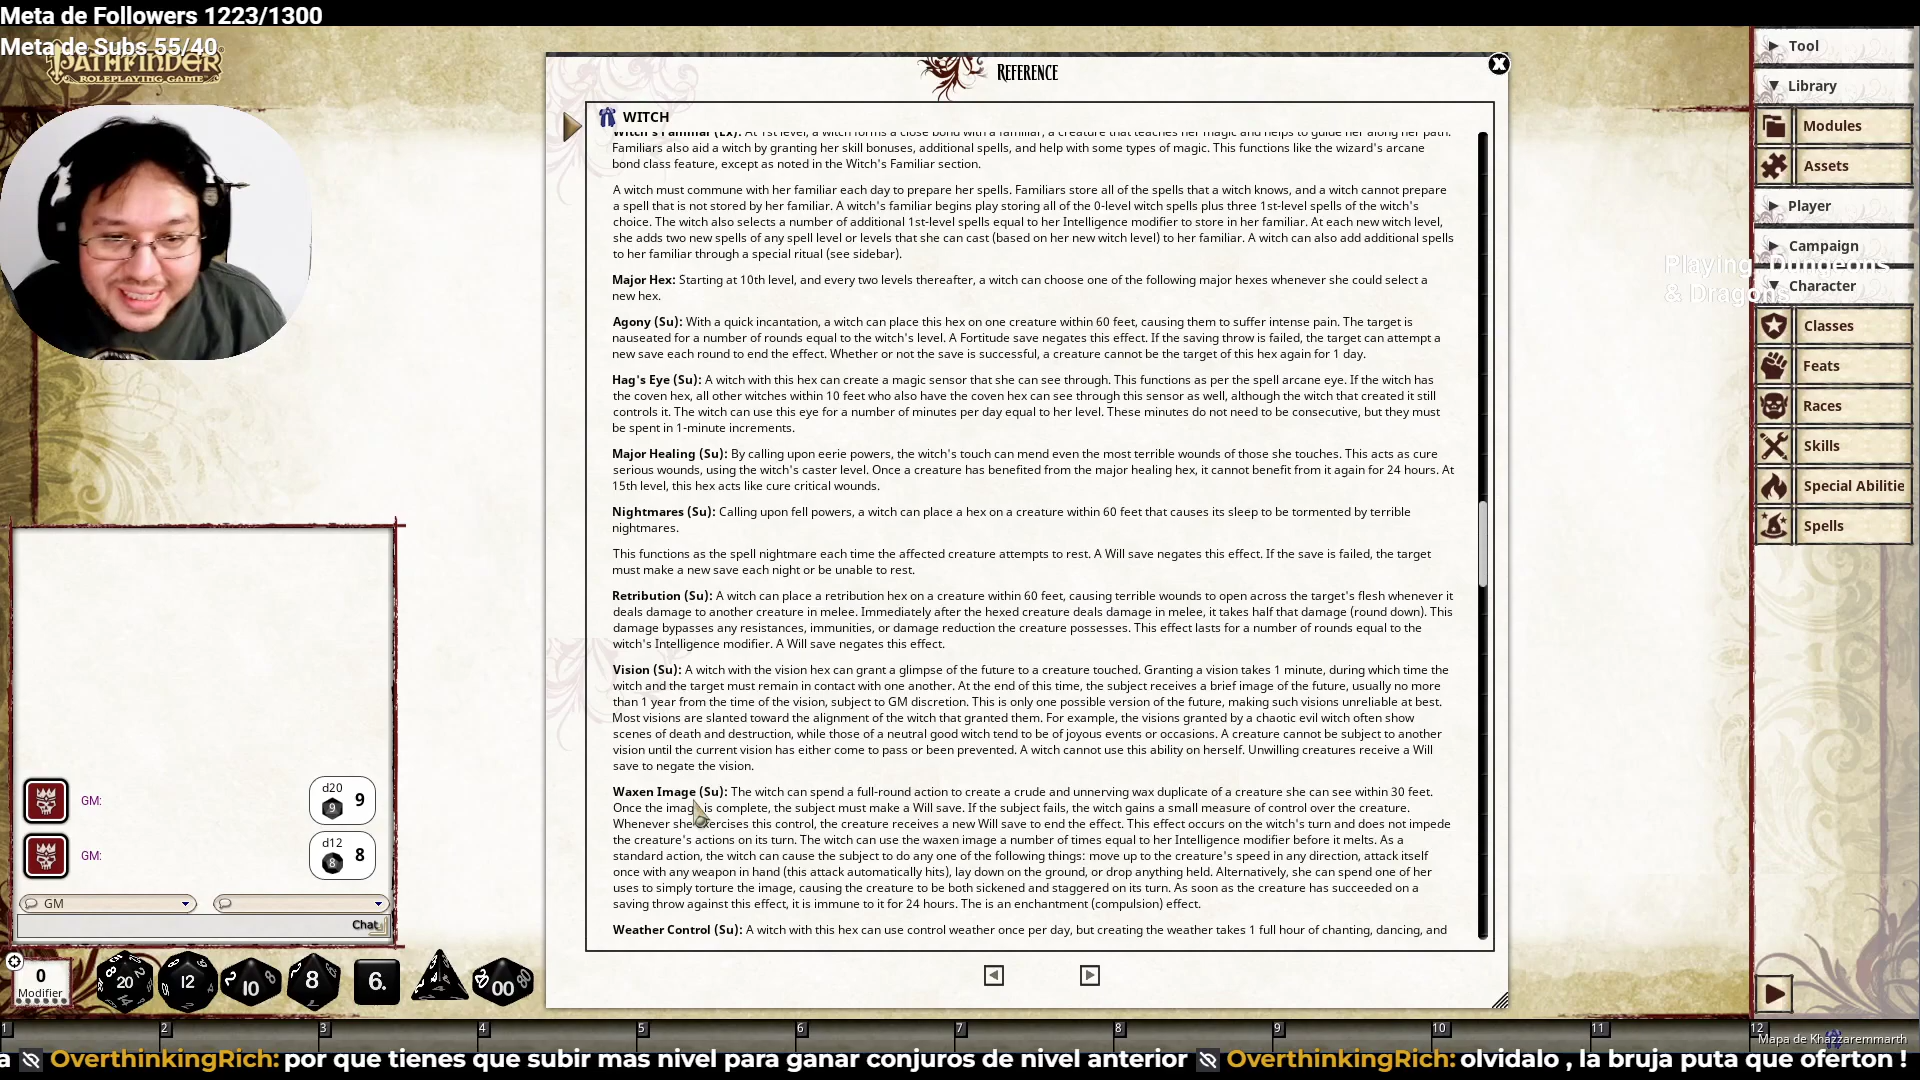 Meta de Followers 1223/1300
Meta de Subs 55/40
PATHFINDER
ROLEPLAYING GAME
REFERENCE
WITCH
Witch's Familiar (Ex): At 1st level, a witch forms a close bond with a familiar, a creature that teaches her magic and helps to guide her along her path.
Familiars also aid a witch by granting her skill bonuses, additional spells, and help with some types of magic. This functions like the wizard's arcane
bond class feature, except as noted in the Witch's Familiar section.
A witch must commune with her familiar each day to prepare her spells. Familiars store all of the spells that a witch knows, and a witch cannot prepare
a spell that is not stored by her familiar. A witch's familiar begins play storing all of the 0-level witch spells plus three 1st-level spells of the witch's
choice. The witch also selects a number of additional 1st-level spells equal to her Intelligence modifier to store in her familiar. At each new witch level,
she adds two new spells of any spell level or levels that she can cast (based on her new witch level) to her familiar. A witch can also add additional spells
to her familiar through a special ritual (see sidebar).
Major Hex: Starting at 10th level, and every two levels thereafter, a witch can choose one of the following major hexes whenever she could select a
new hex.
Agony (Su): With a quick incantation, a witch can place this hex on one creature within 60 feet, causing them to suffer intense pain. The target is
nauseated for a number of rounds equal to the witch's level. A Fortitude save negates this effect. If the saving throw is failed, the target can attempt a
new save each round to end the effect. Whether or not the save is successful, a creature cannot be the target of this hex again for 1 day.
Hag's Eye (Su): A witch with this hex can create a magic sensor that she can see through. This functions as per the spell arcane eye. If the witch has
the coven hex, all other witches within 10 feet who also have the coven hex can see through this sensor as well, although the witch that created it still
controls it. The witch can use this eye for a number of minutes per day equal to her level. These minutes do not need to be consecutive, but they must
be spent in 1-minute increments.
Major Healing (Su): By calling upon eerie powers, the witch's touch can mend even the most terrible wounds of those she touches. This acts as cure
serious wounds, using the witch's caster level. Once a creature has benefited from the major healing hex, it cannot benefit from it again for 24 hours. At
15th level, this hex acts like cure critical wounds.
Nightmares (Su): Calling upon fell powers, a witch can place a hex on a creature within 60 feet that causes its sleep to be tormented by terrible
nightmares.
This functions as the spell nightmare each time the affected creature attempts to rest. A Will save negates this effect. If the save is failed, the target
must make a new save each night or be unable to rest.
Retribution (Su): A witch can place a retribution hex on a creature within 60 feet, causing terrible wounds to open across the target's flesh whenever it
deals damage to another creature in melee. Immediately after the hexed creature deals damage in melee, it takes half that damage (round down). This
damage bypasses any resistances, immunities, or damage reduction the creature possesses. This effect lasts for a number of rounds equal to the
witch's Intelligence modifier. A Will save negates this effect.
Vision (Su): A witch with the vision hex can grant a glimpse of the future to a creature touched. Granting a vision takes 1 minute, during which time the
witch and the target must remain in contact with one another. At the end of this time, the subject receives a brief image of the future, usually no more
than 1 year from the time of the vision, subject to GM discretion. This is only one possible version of the future, making such visions unreliable at best.
Most visions are slanted toward the alignment of the witch that granted them. For example, the visions granted by a chaotic evil witch often show
scenes of death and destruction, while those of a neutral good witch tend to be of joyous events or occasions. A creature cannot be subject to another
vision until the current vision has either come to pass or been prevented. A witch cannot use this ability on herself. Unwilling creatures receive a Will
save to negate the vision.
Waxen Image (Su): The witch can spend a full-round action to create a crude and unnerving wax duplicate of a creature she can see within 30 feet.
Once the image is complete, the subject must make a Will save. If the subject fails, the witch gains a small measure of control over the creature.
Whenever she exercises this control, the creature receives a new Will save to end the effect. This effect occurs on the witch's turn and does not impede
the creature's actions on its turn. The witch can use the waxen image a number of times equal to her Intelligence modifier before it melts. As a
standard action, the witch can cause the subject to do any one of the following things: move up to the creature's speed in any direction, attack itself
once with any weapon in hand (this attack automatically hits), lay down on the ground, or drop anything held. Alternatively, she can spend one of her
uses to simply torture the image, causing the creature to be both sickened and staggered on its turn. As soon as the creature has succeeded on a
saving throw against this effect, it is immune to it for 24 hours. The is an enchantment (compulsion) effect.
Weather Control (Su): A witch with this hex can use control weather once per day, but creating the weather takes 1 full hour of chanting, dancing, and
Tool
Library
Modules
Assets
Player
Campaign
Playing: Dungeons
& Dragons
Character
Classes
Feats
Races
Skills
Special Abilitie
Spells
GM:
d20
9
9
GM:
d12
8
8
GM
Chat
0
Modifier
20
12
10
8
6.
00
1 2 3 4 5 6 7 8 9 10 11 12
Mapa de Khazzaremmarth
a OverthinkingRich: por que tienes que subir mas nivel para ganar conjuros de nivel anterior OverthinkingRich: olvidalo , la bruja puta que oferton !